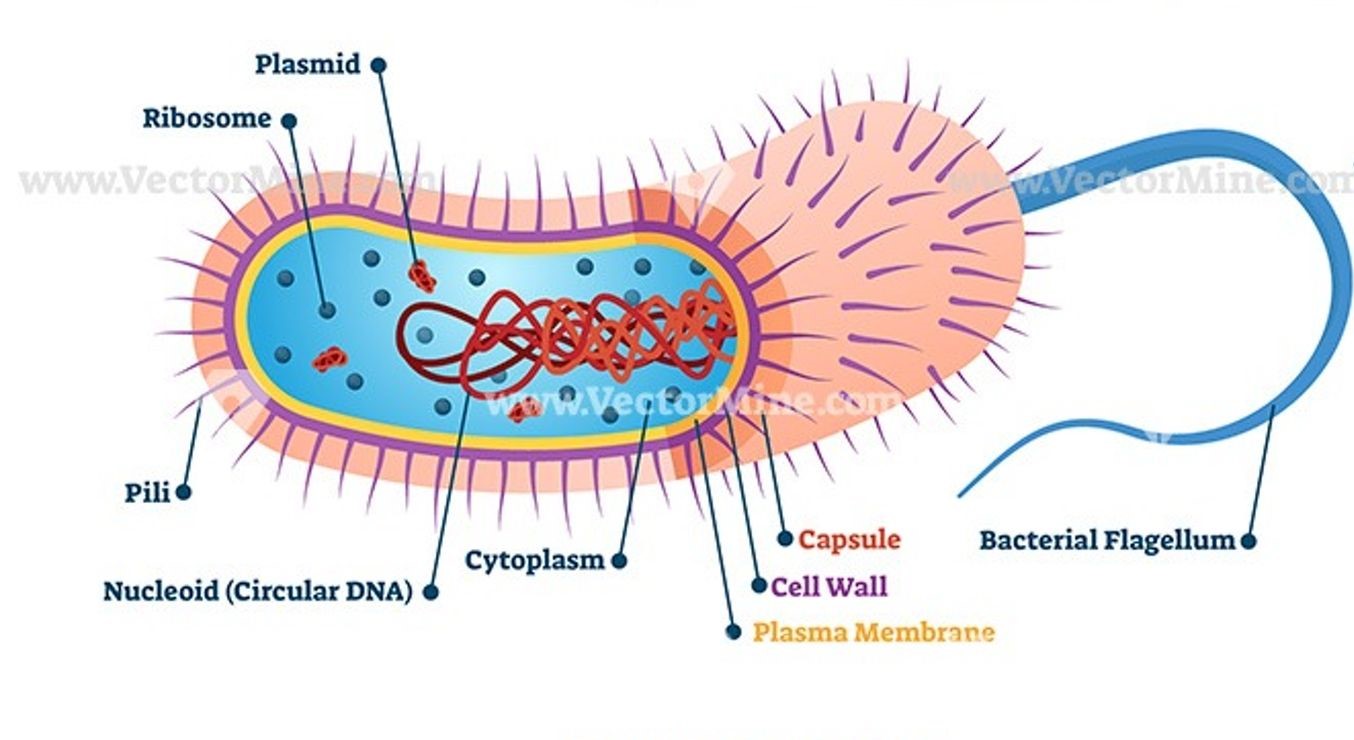 Plasmid
Ribosome
www.VectorMine.com
www.VectorMine.com
www.VectorMine.com
Pili
Capsule
Bacterial Flagellum
Cytoplasm
Cell Wall
Nucleoid (Circular DNA)
Plasma Membrane